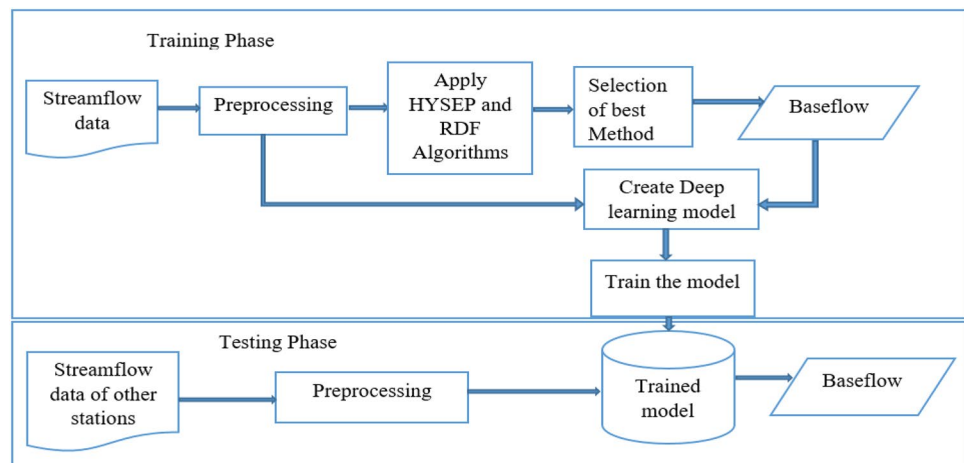 Training Phase
Streamflow
data
Preprocessing
Apply
HYSEP and
RDF
Algorithms
Selection
of best
Method
Baseflow
Create Deep
learning model
Train the model
Testing Phase
Streamflow
data of other
stations
Preprocessing
Trained
model
Baseflow